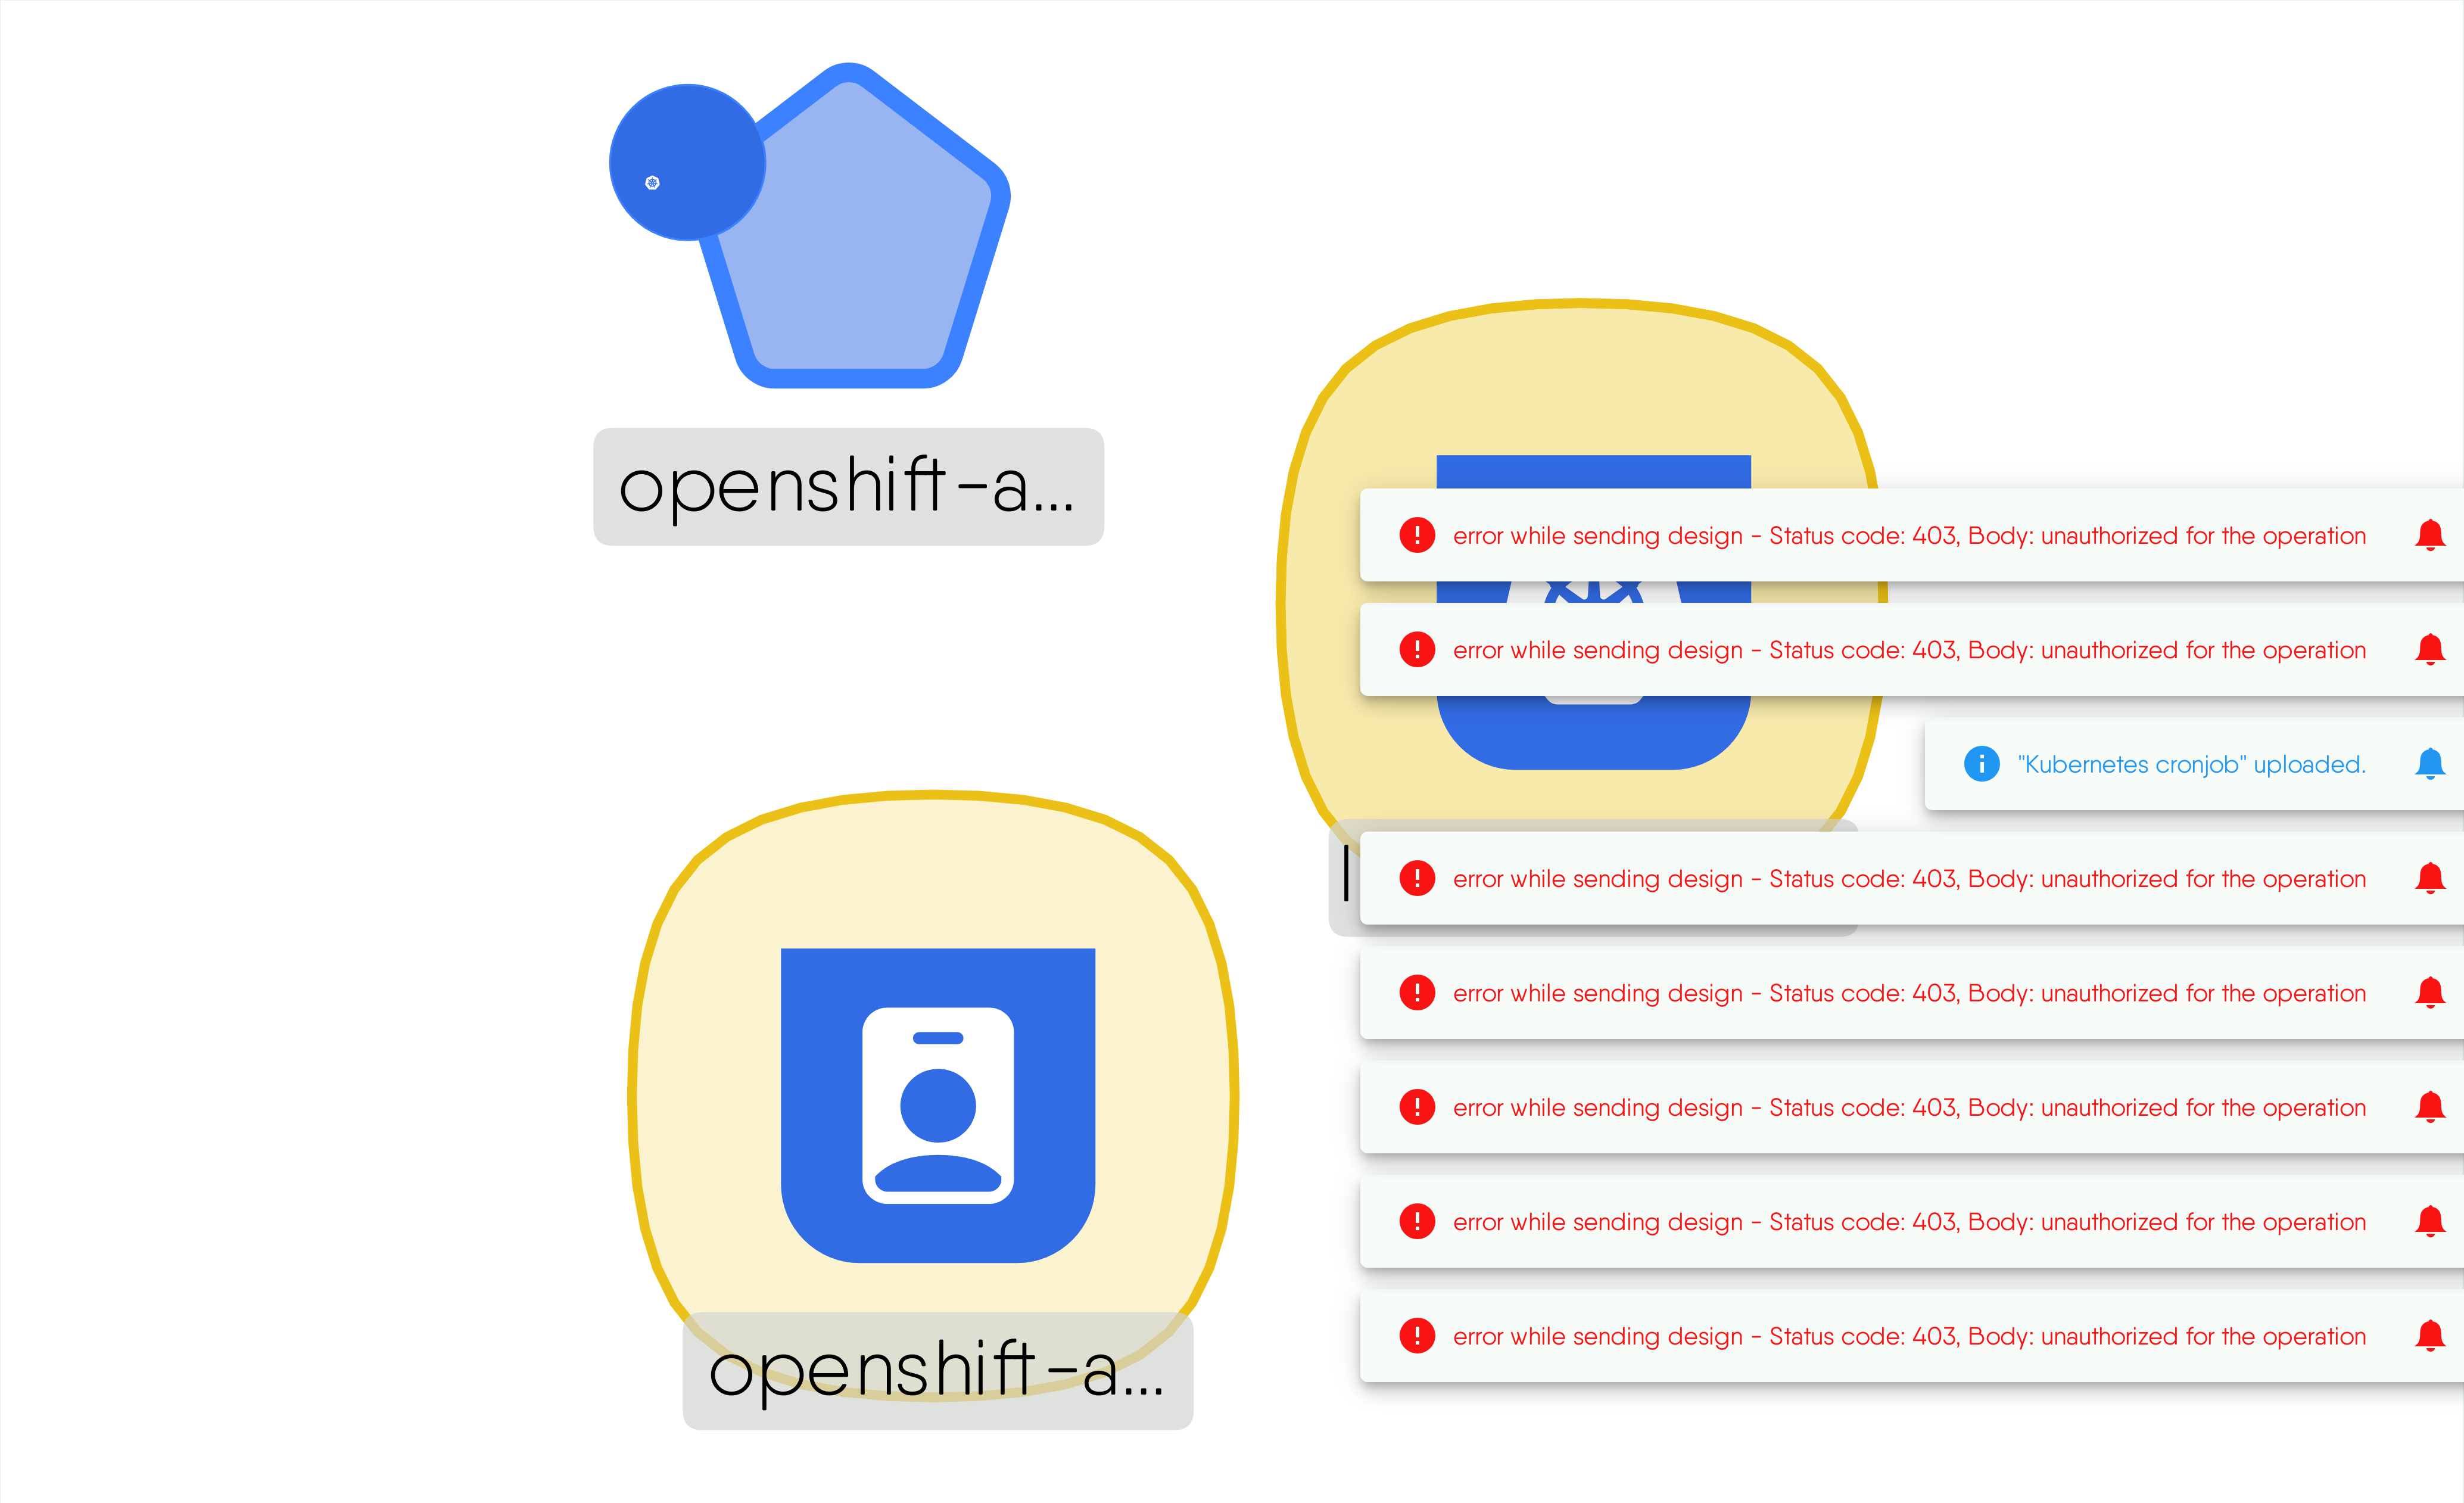 openshift-a...
error while sending design - Status code: 403, Body: unauthorized for the operation
error while sending design - Status code: 403, Body: unauthorized for the operation
"Kubernetes cronjob" uploaded.
error while sending design - Status code: 403, Body: unauthorized for the operation
error while sending design - Status code: 403, Body: unauthorized for the operation
error while sending design - Status code: 403, Body: unauthorized for the operation
error while sending design - Status code: 403, Body: unauthorized for the operation
error while sending design - Status code: 403, Body: unauthorized for the operation
openshift-a...